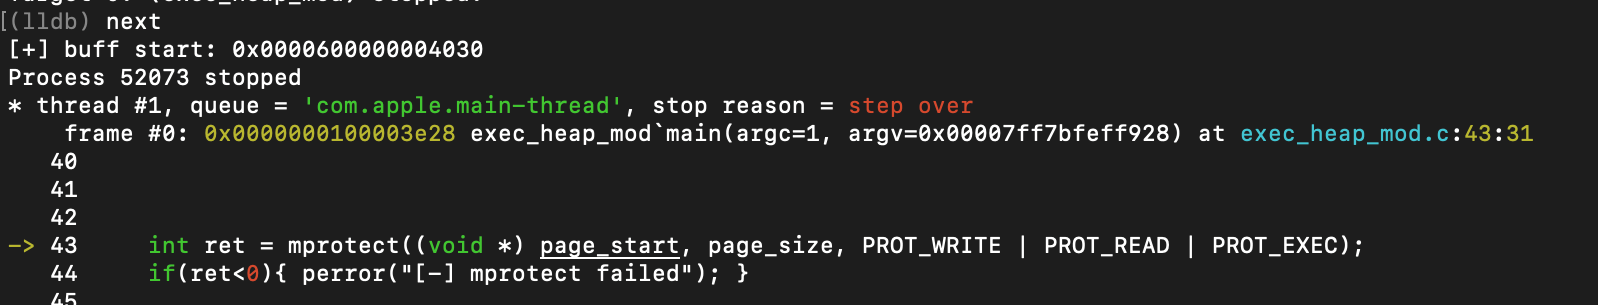 [(lldb) next
[+] buff start: 0x0000600000004030
Process 52073 stopped
* thread #1, queue = 'com.apple.main-thread', stop reason = step over
    frame #0: 0x0000000100003e28 exec_heap_mod`main(argc=1, argv=0x00007ff7bfeff928) at exec_heap_mod.c:43:31
   40
   41
   42
-> 43     int ret = mprotect((void *) page_start, page_size, PROT_WRITE | PROT_READ | PROT_EXEC);
   44     if(ret<0){ perror("[-] mprotect failed"); }
   45